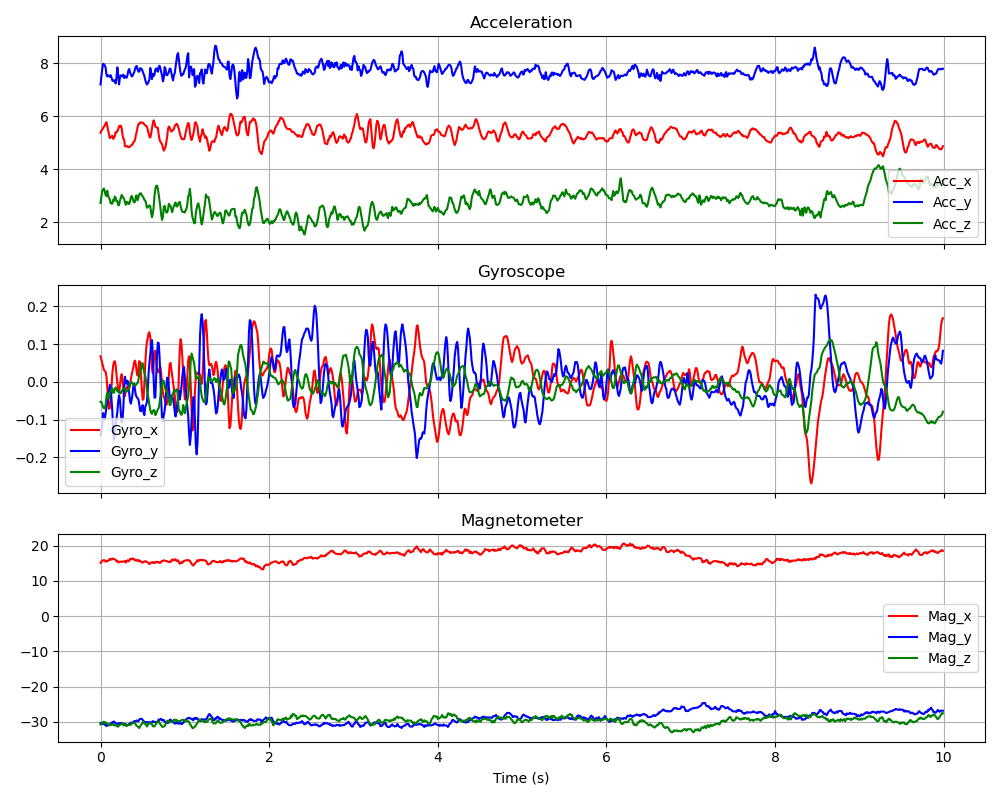 Acceleration
8
6
4
2
Acc_x
Acc_y
Acc_z
Gyroscope
0.2
0.1
0.0
−0.1
−0.2
Gyro_x
Gyro_y
Gyro_z
Magnetometer
20
10
0
−10
−20
−30
Mag_x
Mag_y
Mag_z
0 2 4 6 8 10
Time (s)